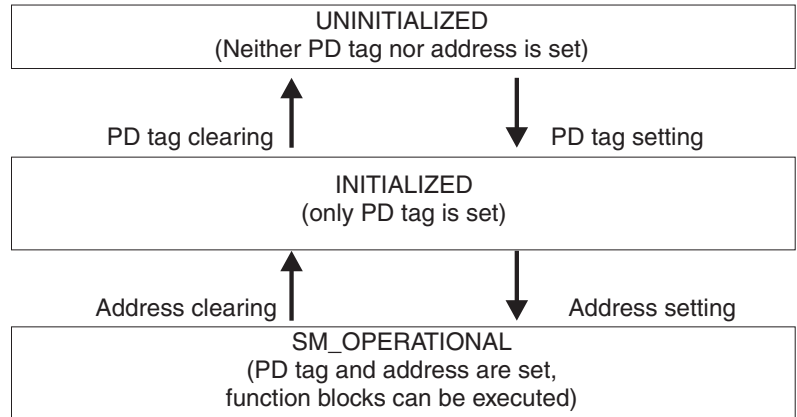 UNINITIALIZED
(Neither PD tag nor address is set)
PD tag clearing
PD tag setting
INITIALIZED
(only PD tag is set)
Address clearing
Address setting
SM_OPERATIONAL
(PD tag and address are set,
function blocks can be executed)